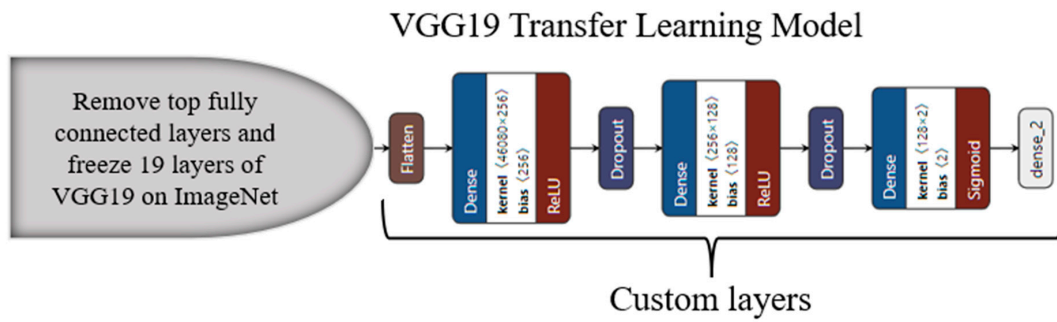 VGG19 Transfer Learning Model
Remove top fully
connected layers and
freeze 19 layers of
VGG19 on ImageNet
Flatten
Dense
kernel ⟨46080×256⟩
bias ⟨256⟩
ReLU
Dropout
Dense
kernel ⟨256×128⟩
bias ⟨128⟩
ReLU
Dropout
Dense
kernel ⟨128×2⟩
bias ⟨2⟩
Sigmoid
dense_2
Custom layers